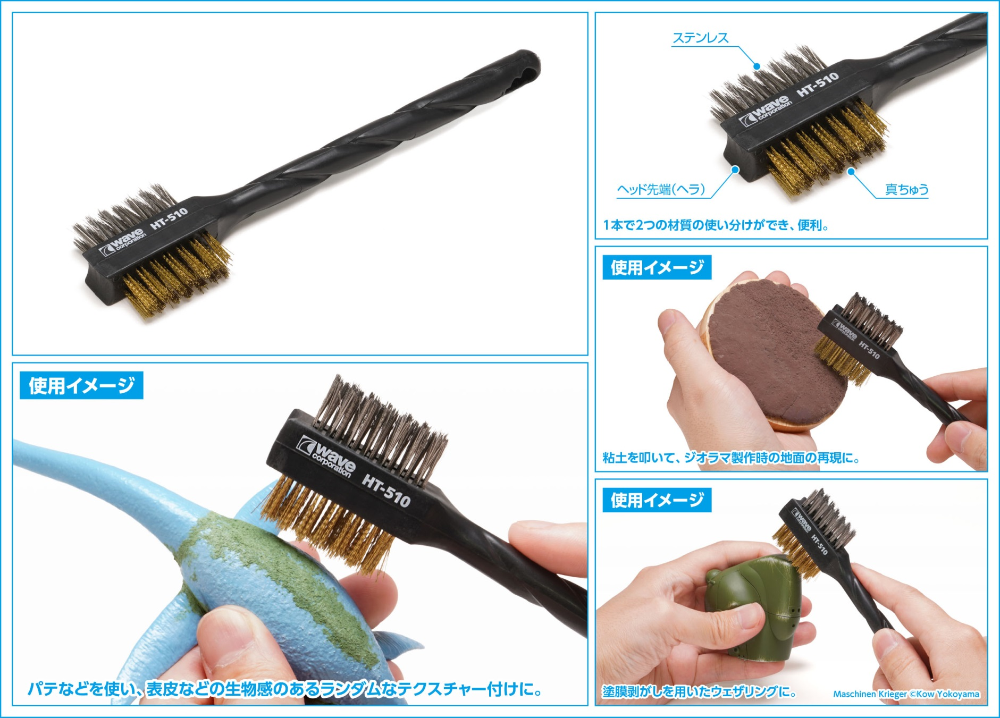 wave
corporation
HT-510
ステンレス
wave
corporation
HT-510
ヘッド先端(ヘラ)
真ちゅう
1本で2つの材質の使い分けができ、便利。
使用イメージ
wave
corporation
HT-510
粘土を叩いて、ジオラマ製作時の地面の再現に。
使用イメージ
wave
corporation
HT-510
パテなどを使い、表皮などの生物感のあるランダムなテクスチャー付けに。
使用イメージ
wave
corporation
HT-510
塗膜剥がしを用いたウェザリングに。
Maschinen Krieger ©Kow Yokoyama